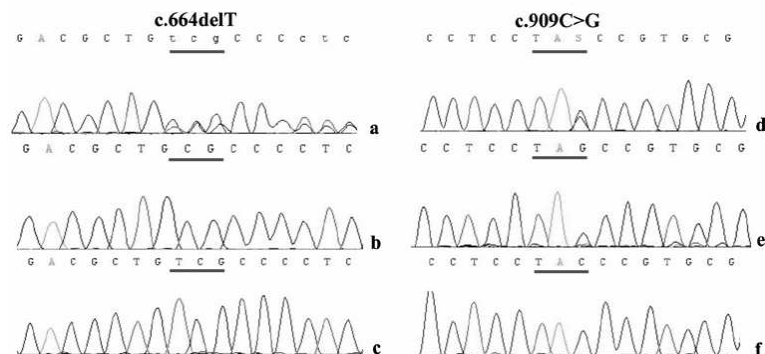 c.664delT
G A C G C T G t c g C C C c t c
a
G A C G C T G C G C C C C T C
b
G A C G C T G T C G C C C C T C
c
c.909C>G
C C T C C T A S C C G T G C G
d
C C T C C T A G C C G T G C G
e
C C T C C T A C C C G T G C G
f